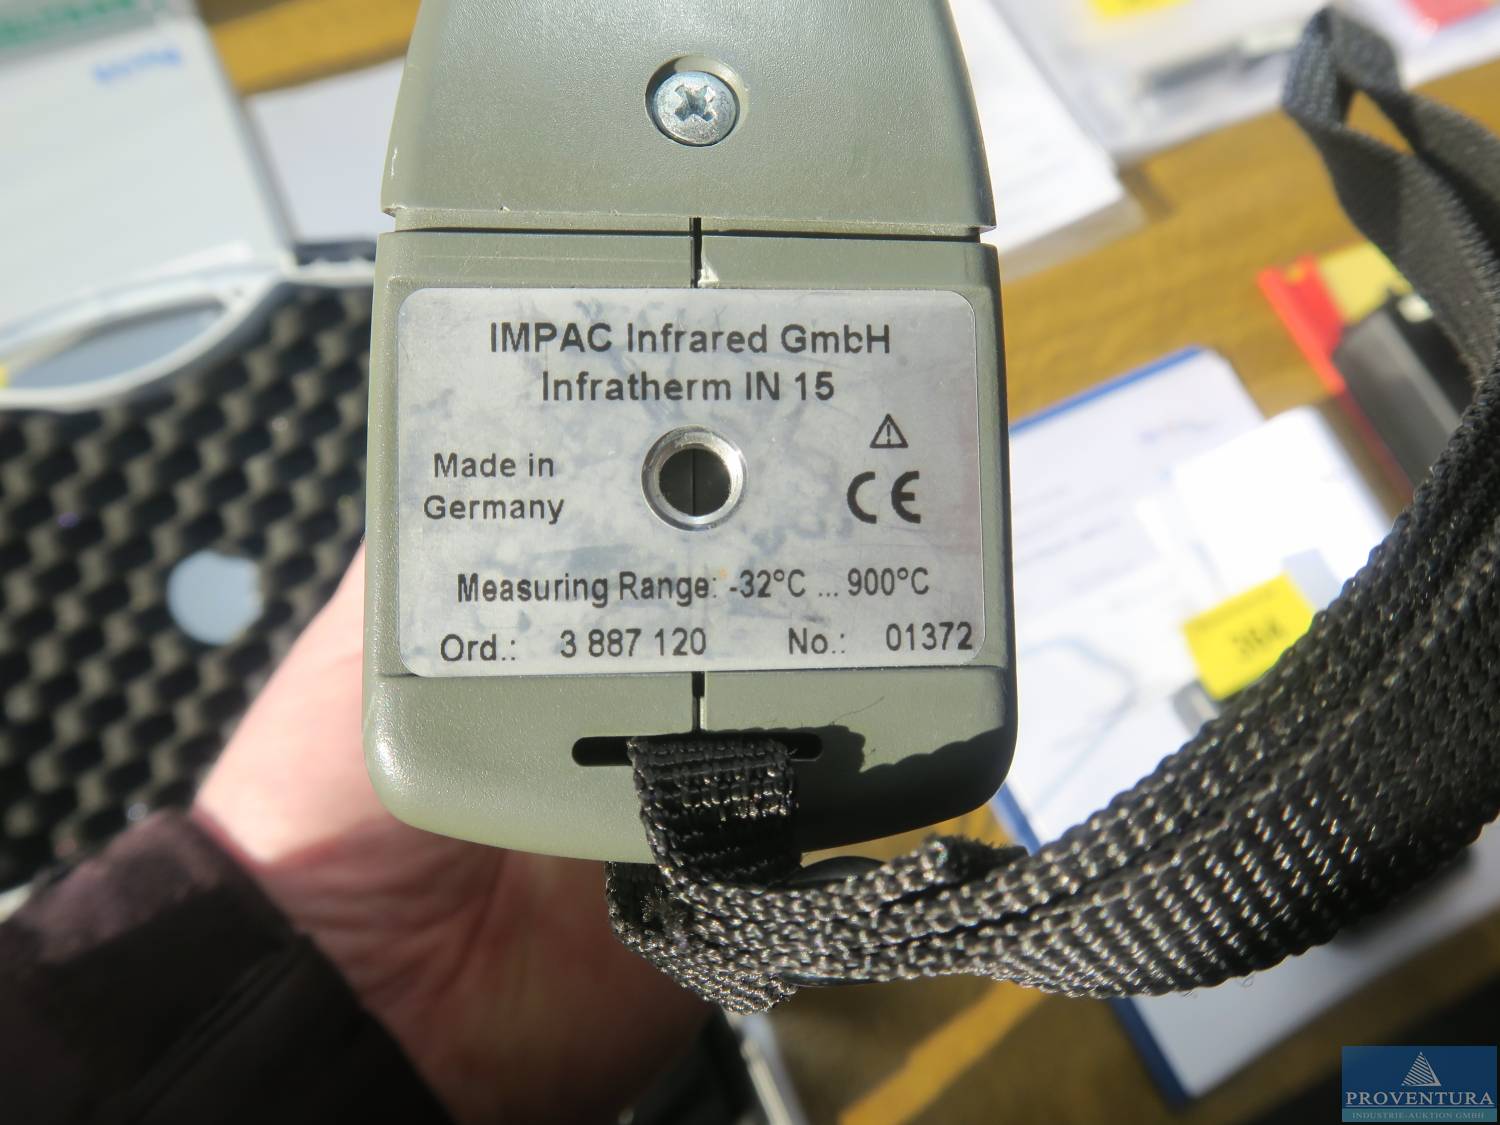 IMPAC Infrared GmbH
Infratherm IN 15
Made in
Germany
CE
Measuring Range: -32°C ... 900°C
Ord.: 3 887 120 No.: 01372
PROVENTURA
INDUSTRIE-AUKTION GMBH